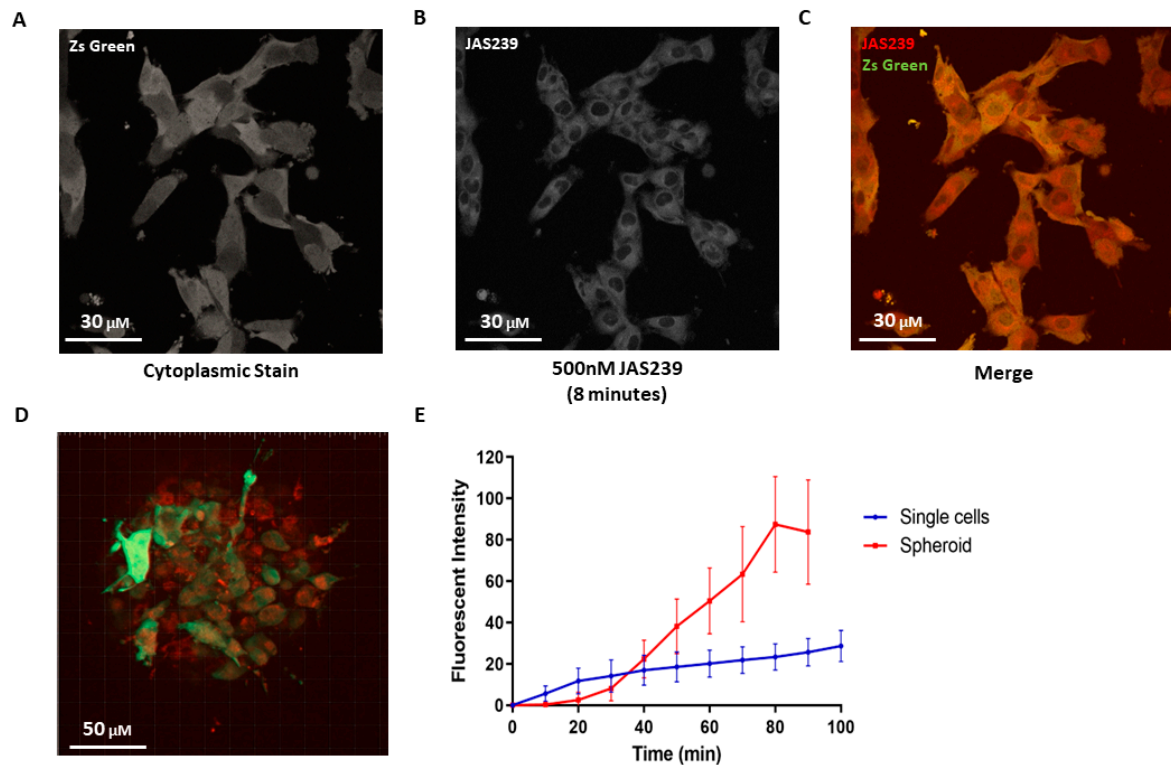 A
Zs Green
30 μM
Cytoplasmic Stain
B
JAS239
30 μM
500nM JAS239
(8 minutes)
C
JAS239
Zs Green
30 μM
Merge
D
50 μM
E
Fluorescent Intensity
120
100
80
60
40
20
0
0
20
40
60
80
100
Time (min)
Single cells
Spheroid